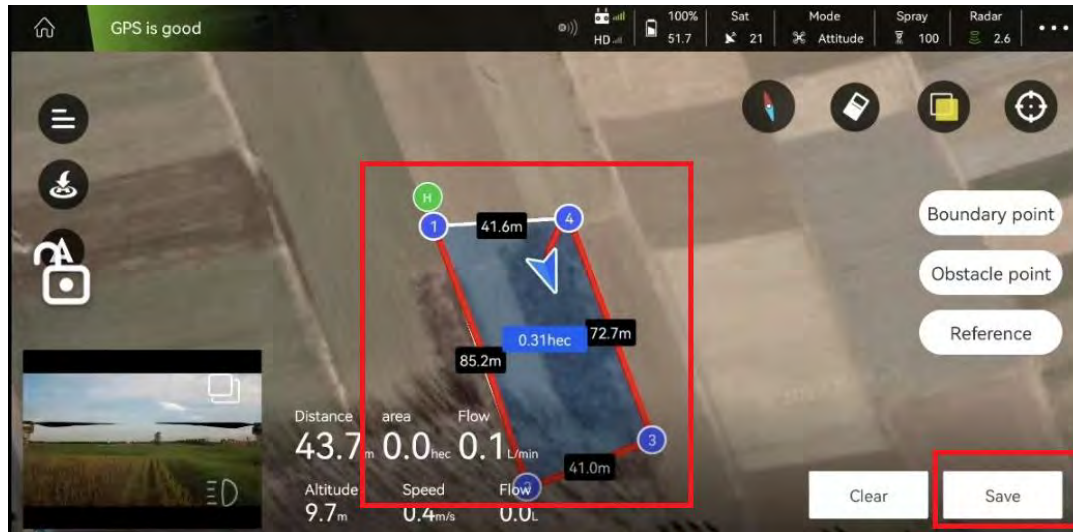 GPS is good
HD
100%
51.7
Sat
21
Mode
Attitude
Spray
100
Radar
2.6
H
1
41.6m
4
Boundary point
Obstacle point
Reference
0.31hec
72.7m
85.2m
Distance area Flow
43.7m 0.0hec 0.1L/min
3
41.0m
2
Altitude Speed Flow
9.7m 0.4m/s 0.0L
Clear
Save